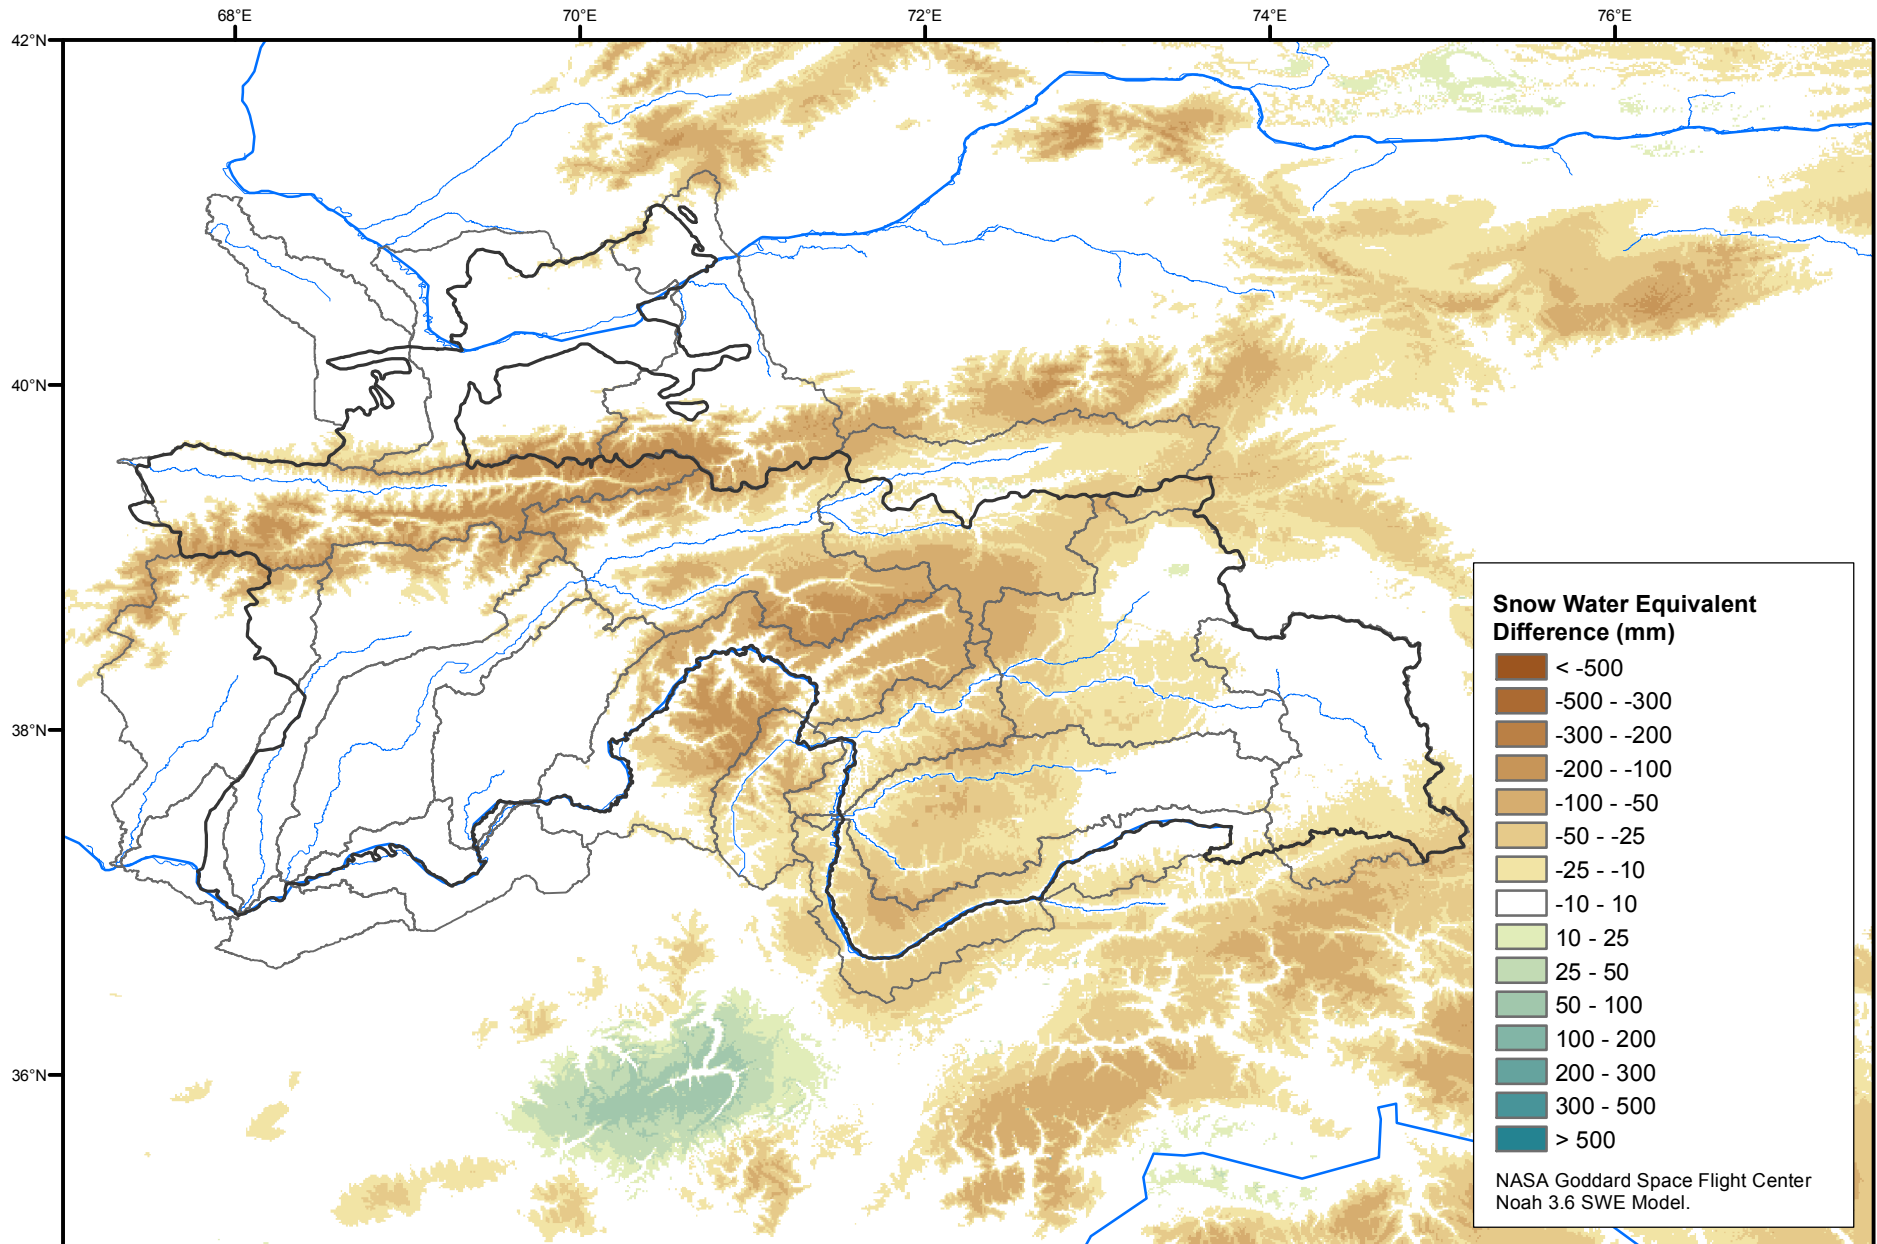 68°E
70°E
72°E
74°E
76°E
42°N
40°N
38°N
36°N
Snow Water Equivalent
Difference (mm)
< -500
-500 - -300
-300 - -200
-200 - -100
-100 - -50
-50 - -25
-25 - -10
-10 - 10
10 - 25
25 - 50
50 - 100
100 - 200
200 - 300
300 - 500
> 500
NASA Goddard Space Flight Center
Noah 3.6 SWE Model.